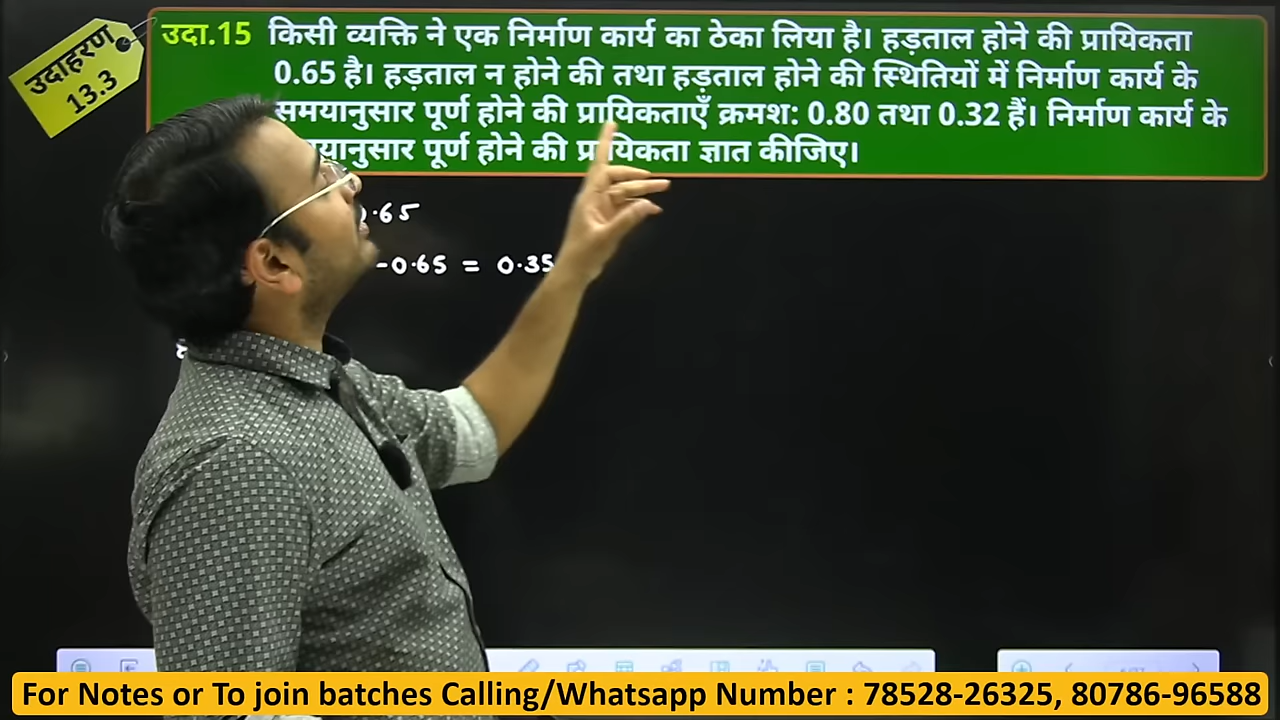 उदाहरण
13.3
उदा.15 किसी व्यक्ति ने एक निर्माण कार्य का ठेका लिया है। हड़ताल होने की प्रायिकता
0.65 है। हड़ताल न होने की तथा हड़ताल होने की स्थितियों में निर्माण कार्य के
समयानुसार पूर्ण होने की प्रायिकताएँ क्रमश: 0.80 तथा 0.32 हैं। निर्माण कार्य के
पूर्ण होने की प्रायिकता ज्ञात कीजिए।
.65
-0.65 = 0.35
For Notes or To join batches Calling/Whatsapp Number : 78528-26325, 80786-96588